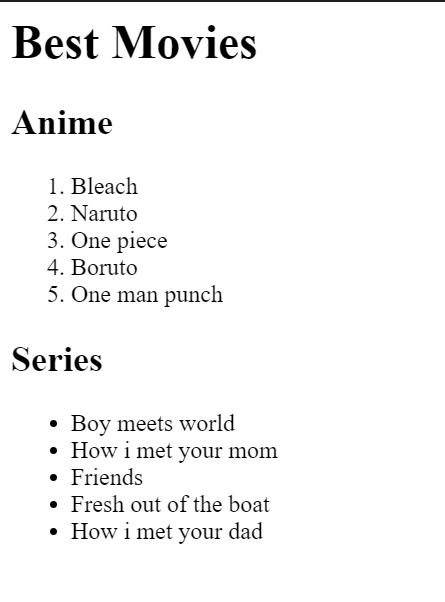 Best Movies
Anime
1. Bleach
2. Naruto
3. One piece
4. Boruto
5. One man punch
Series
• Boy meets world
• How i met your mom
• Friends
• Fresh out of the boat
• How i met your dad